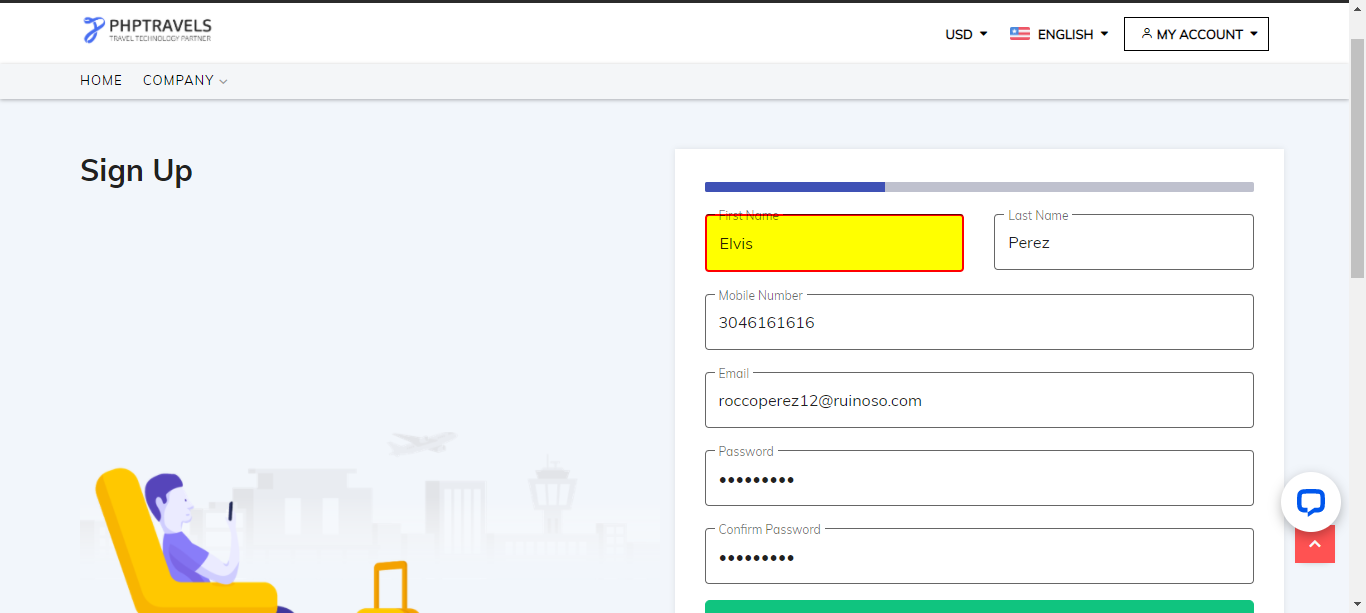 PHPTRAVELS
TRAVEL TECHNOLOGY PARTNER
USD
ENGLISH
MY ACCOUNT
HOME
COMPANY
Sign Up
First Name
Elvis
Last Name
Perez
Mobile Number
3046161616
Email
roccoperez12@ruinoso.com
Password
•••••••••
Confirm Password
•••••••••